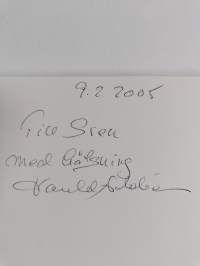 9.2.2005
Till Sven
med hälsning